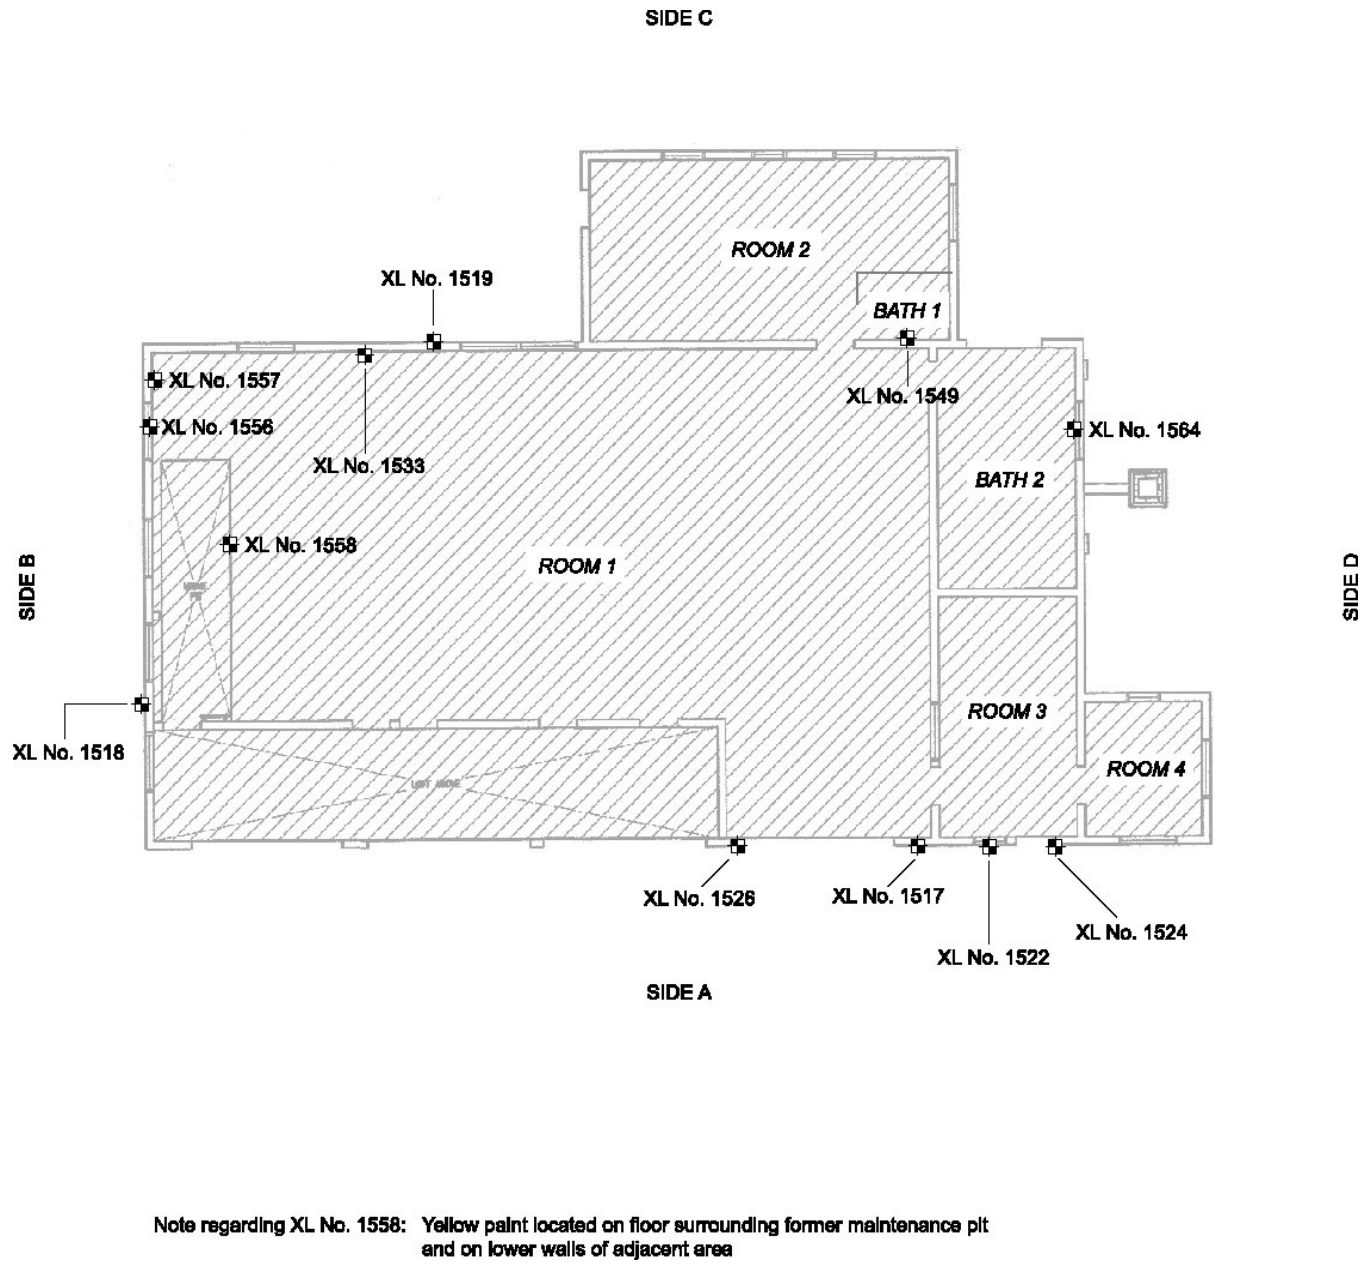 SIDE C
ROOM 2
XL No. 1519
BATH 1
XL No. 1557
XL No. 1549
XL No. 1556
XL No. 1564
XL No. 1533
BATH 2
XL No. 1558
ROOM 1
SIDE B
SIDE D
ROOM 3
XL No. 1518
ROOM 4
LOFT ABOVE
XL No. 1526
XL No. 1517
XL No. 1524
XL No. 1522
SIDE A
Note regarding XL No. 1558: Yellow paint located on floor surrounding former maintenance pit
and on lower walls of adjacent area